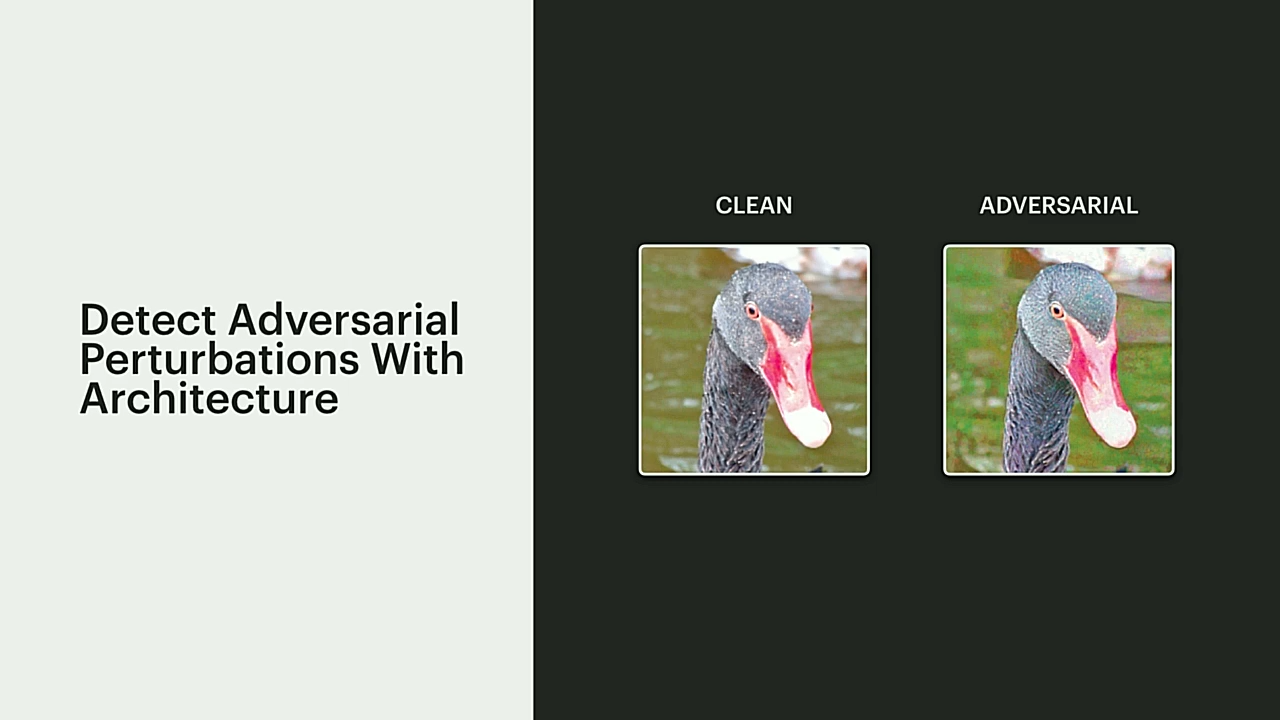 Detect Adversarial
Perturbations With
Architecture
CLEAN
ADVERSARIAL